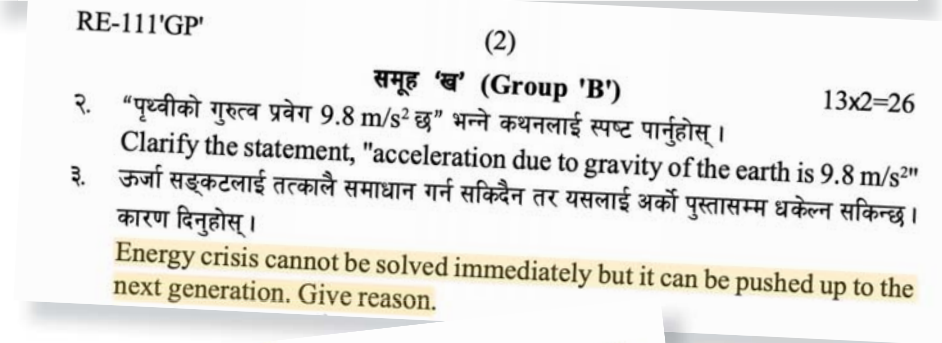 RE-111'GP'
(2)
समूह 'ख' (Group 'B')
13x2=26
२. "पृथ्वीको गुरुत्व प्रवेग 9.8 m/s² छ" भन्ने कथनलाई स्पष्ट पार्नुहोस् ।
Clarify the statement, "acceleration due to gravity of the earth is 9.8 m/s²"
३. ऊर्जा सङ्कटलाई तत्कालै समाधान गर्न सकिदैन तर यसलाई अर्को पुस्तासम्म धकेल्न सकिन्छ ।
कारण दिनुहोस् ।
Energy crisis cannot be solved immediately but it can be pushed up to the
next generation. Give reason.